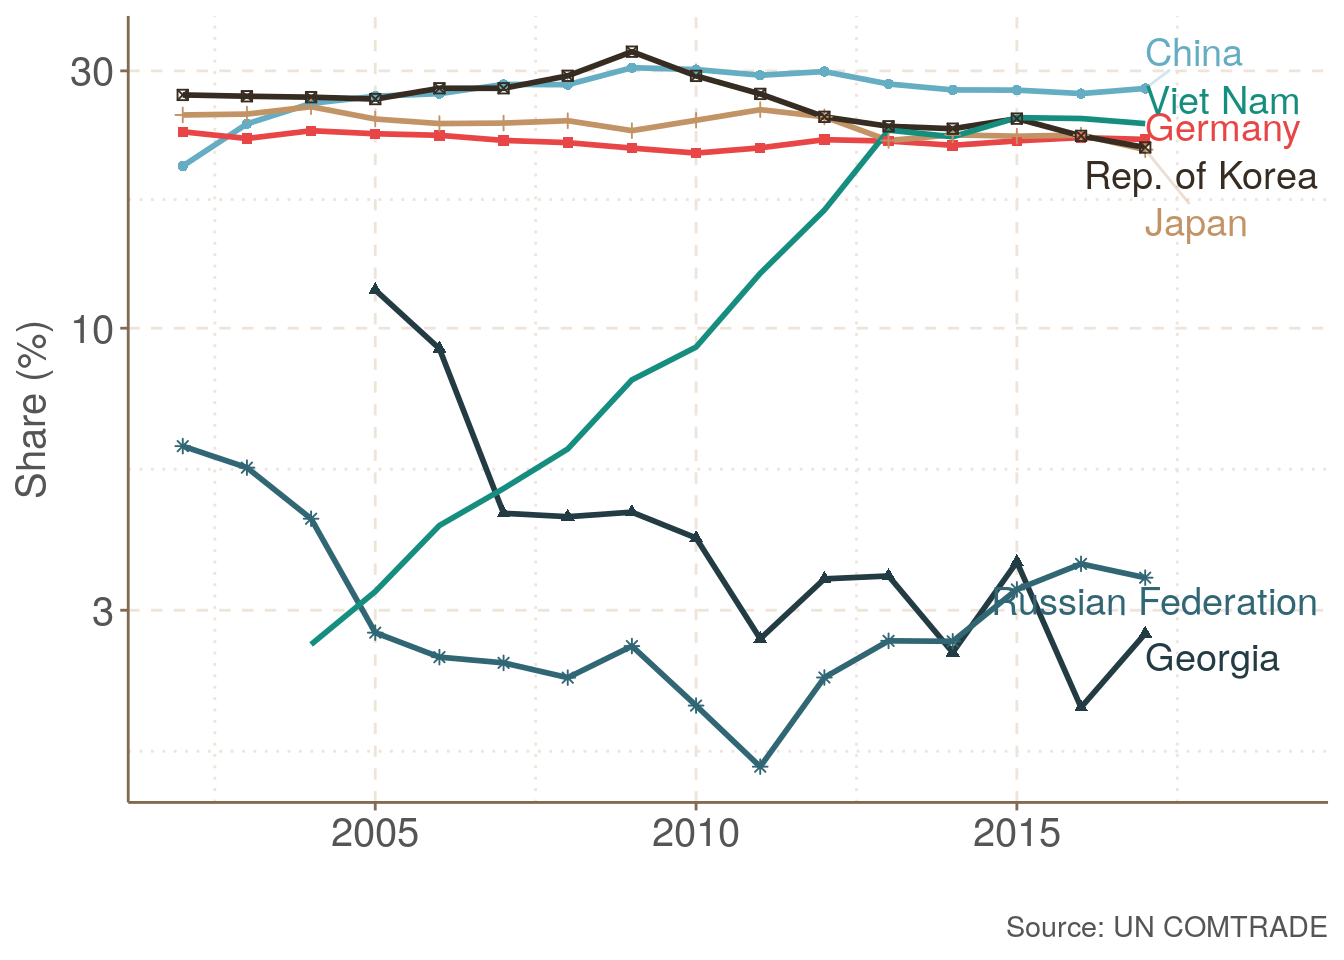 China
30
Viet Nam
Germany
Rep. of Korea
Japan
10
Share (%)
3
Russian Federation
Georgia
2005 2010 2015
Source: UN COMTRADE